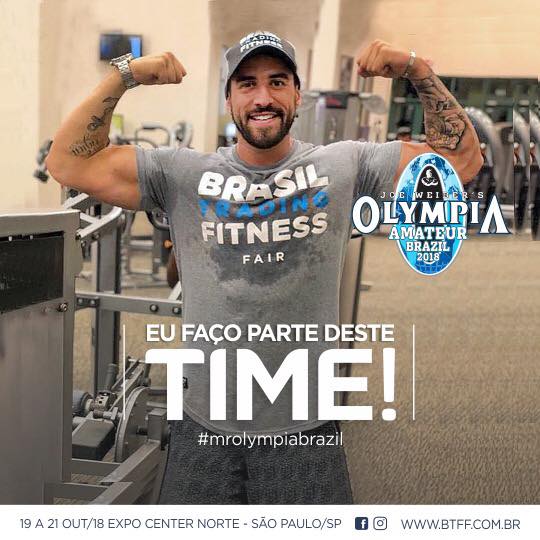 BRASIL
TRADING
FITNESS
BRASIL
TRADING
FITNESS
FAIR
JOE WEIDER'S
OLYMPIA
AMATEUR
BRAZIL
2018
EU FAÇO PARTE DESTE
TIME!
#mrolympiabrazil
19 A 21 OUT/18 EXPO CENTER NORTE - SÃO PAULO/SP
WWW.BTFF.COM.BR